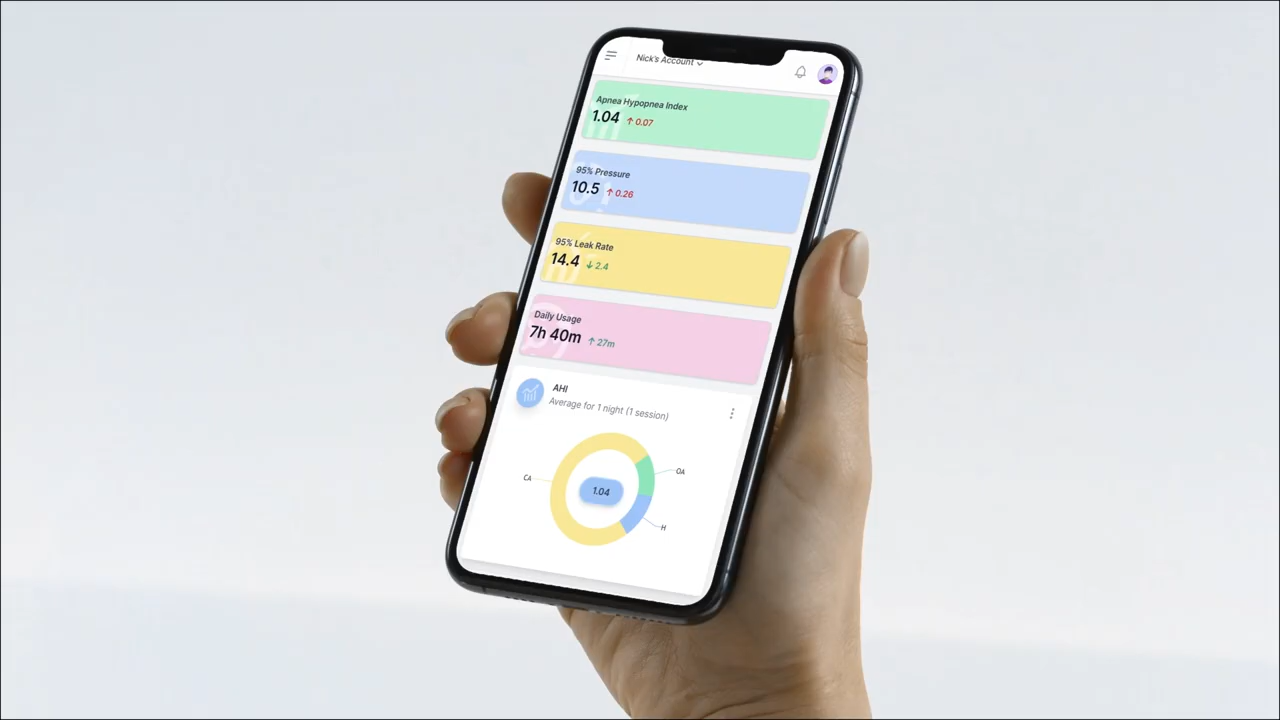 Nick's Account
Apnea Hypopnea Index
1.04 ↑ 0.07
95% Pressure
10.5 ↑ 0.26
95% Leak Rate
14.4 ↓ 2.4
Daily Usage
7h 40m ↑ 27m
AHI
Average for 1 night (1 session)
CA
OA
1.04
H